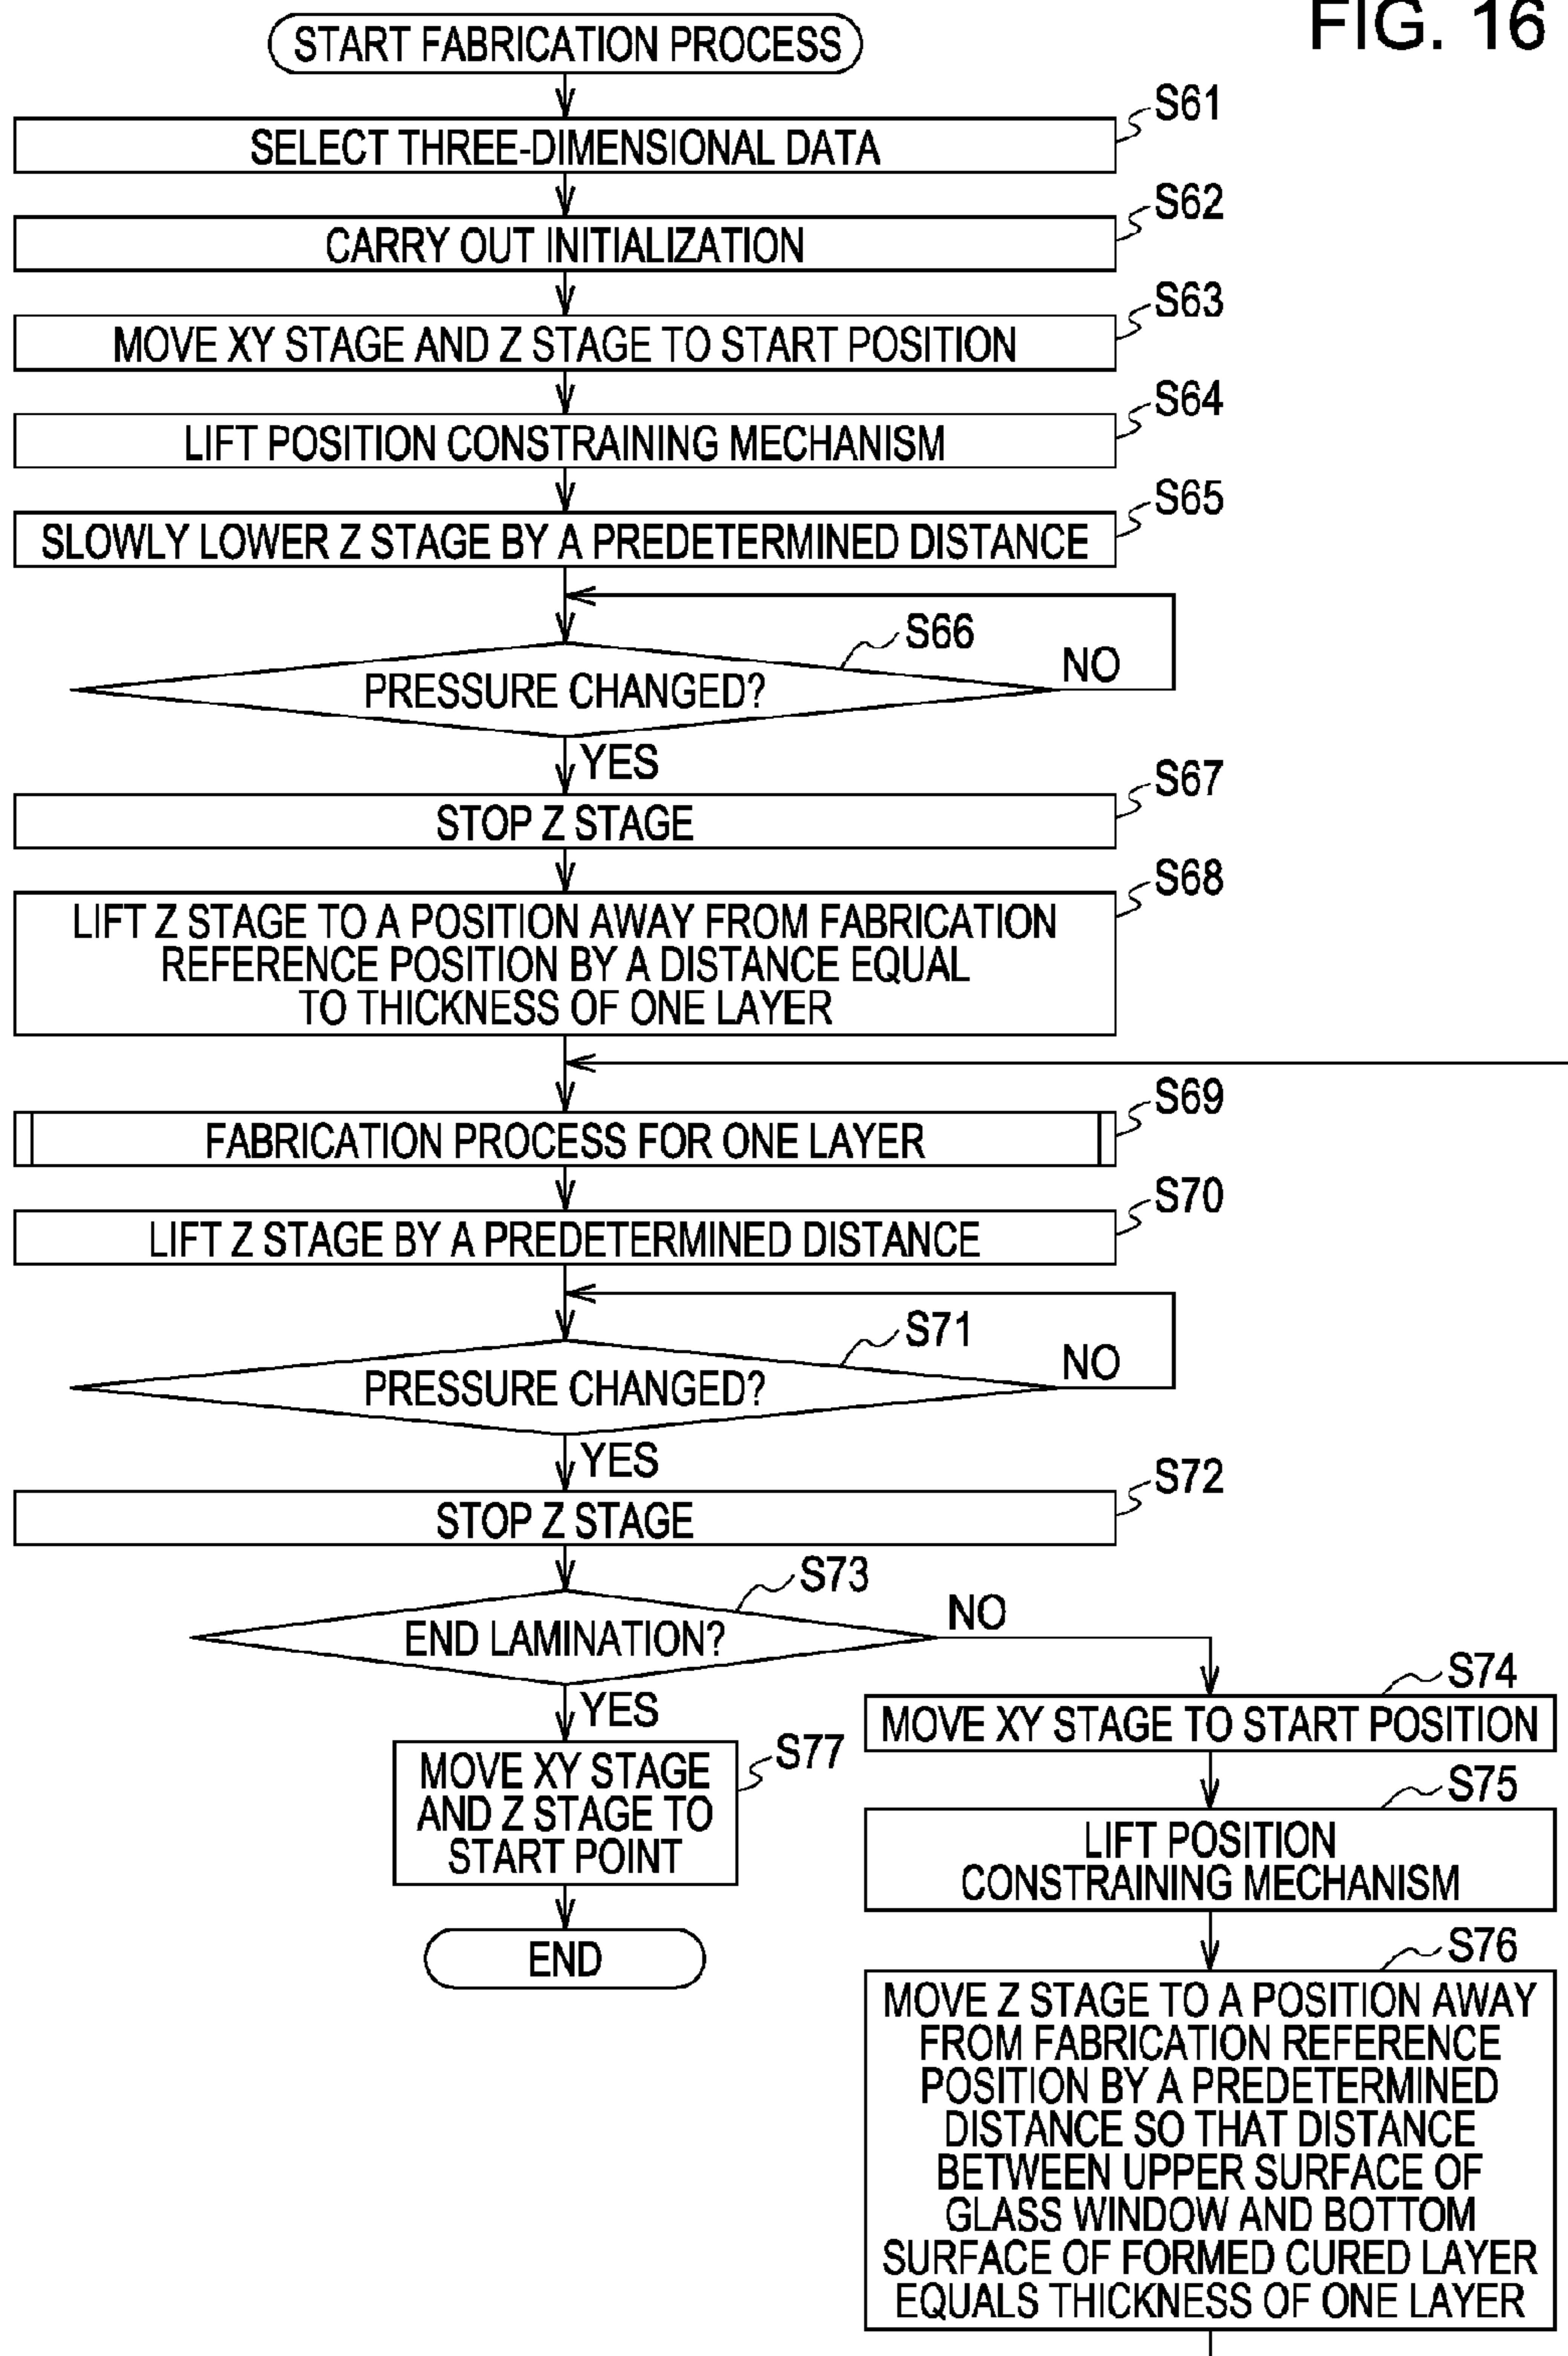 FIG. 16
START FABRICATION PROCESS
S61
SELECT THREE-DIMENSIONAL DATA
S62
CARRY OUT INITIALIZATION
S63
MOVE XY STAGE AND Z STAGE TO START POSITION
S64
LIFT POSITION CONSTRAINING MECHANISM
S65
SLOWLY LOWER Z STAGE BY A PREDETERMINED DISTANCE
S66
NO
PRESSURE CHANGED?
YES
S67
STOP Z STAGE
S68
LIFT Z STAGE TO A POSITION AWAY FROM FABRICATION
REFERENCE POSITION BY A DISTANCE EQUAL
TO THICKNESS OF ONE LAYER
S69
FABRICATION PROCESS FOR ONE LAYER
S70
LIFT Z STAGE BY A PREDETERMINED DISTANCE
S71
NO
PRESSURE CHANGED?
YES
S72
STOP Z STAGE
S73
NO
END LAMINATION?
YES
S77
MOVE XY STAGE
AND Z STAGE TO
START POINT
END
S74
MOVE XY STAGE TO START POSITION
S75
LIFT POSITION
CONSTRAINING MECHANISM
S76
MOVE Z STAGE TO A POSITION AWAY
FROM FABRICATION REFERENCE
POSITION BY A PREDETERMINED
DISTANCE SO THAT DISTANCE
BETWEEN UPPER SURFACE OF
GLASS WINDOW AND BOTTOM
SURFACE OF FORMED CURED LAYER
EQUALS THICKNESS OF ONE LAYER